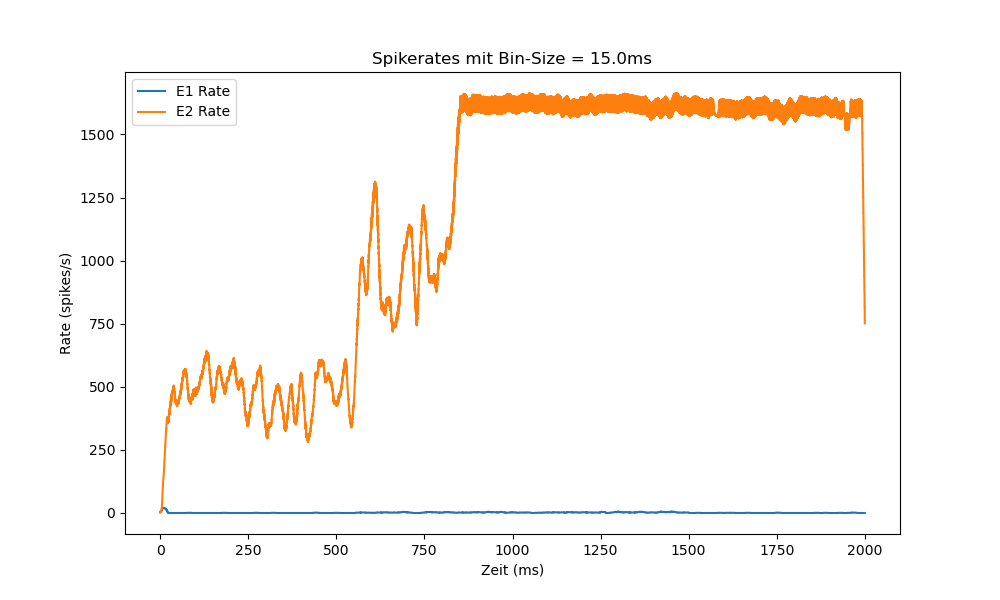 Spikerates mit Bin-Size = 15.0ms
E1 Rate
E2 Rate
Rate (spikes/s)
1500
1250
1000
750
500
250
0
0 250 500 750 1000 1250 1500 1750 2000
Zeit (ms)